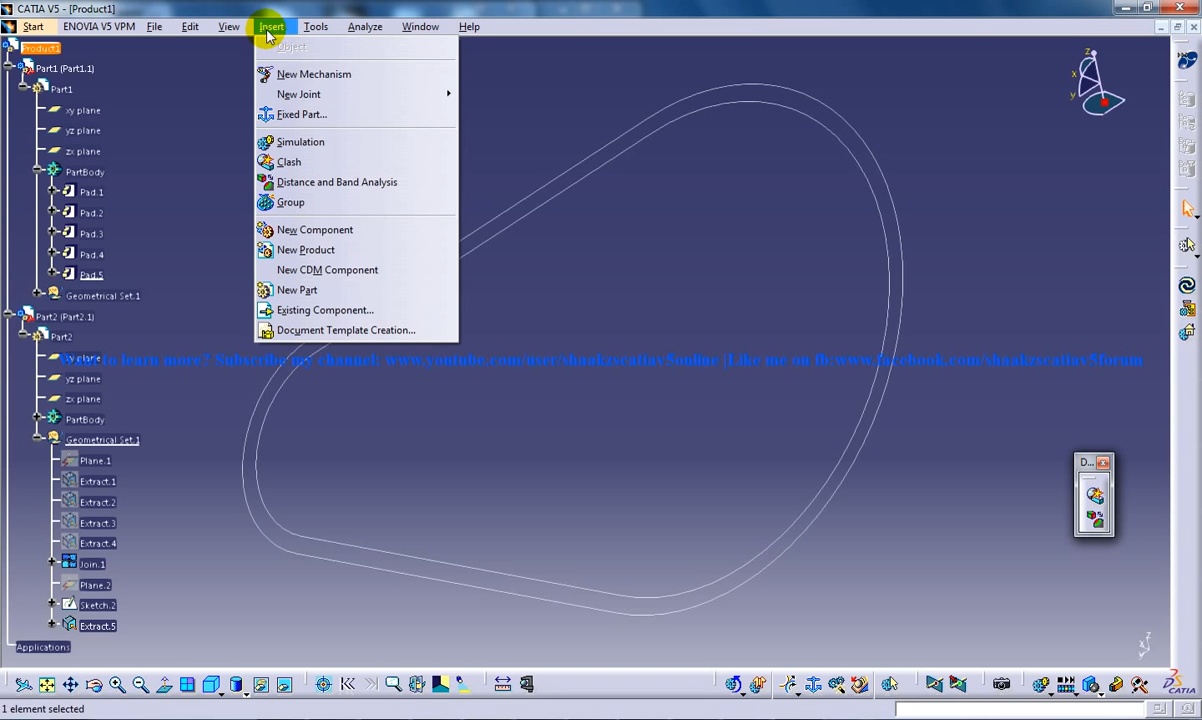 CATIA V5 - [Product1]
Start ENOVIA V5 VPM File Edit View Insert Tools Analyze Window Help
Product1
Object
Part1 (Part1.1)
New Mechanism
Part1
New Joint
xy plane
Fixed Part...
yz plane
Simulation
zx plane
Clash
PartBody
Distance and Band Analysis
Pad.1
Group
Pad.2
Pad.3
New Component
Pad.4
New Product
Pad.5
New CDM Component
Geometrical Set.1
New Part
Part2 (Part2.1)
Existing Component...
Part2
Document Template Creation...
xy plane
Want to learn more? Subscribe my channel: www.youtube.com/user/shaakzscatiav5online |Like me on fb:www.facebook.com/shaakzscatiav5forum
yz plane
zx plane
PartBody
Geometrical Set.1
Plane.1
Extract.1
Extract.2
Extract.3
Extract.4
Join.1
Plane.2
Sketch.2
Extract.5
Applications
D...
z
x
y
x
z
y
CATIA
1 element selected